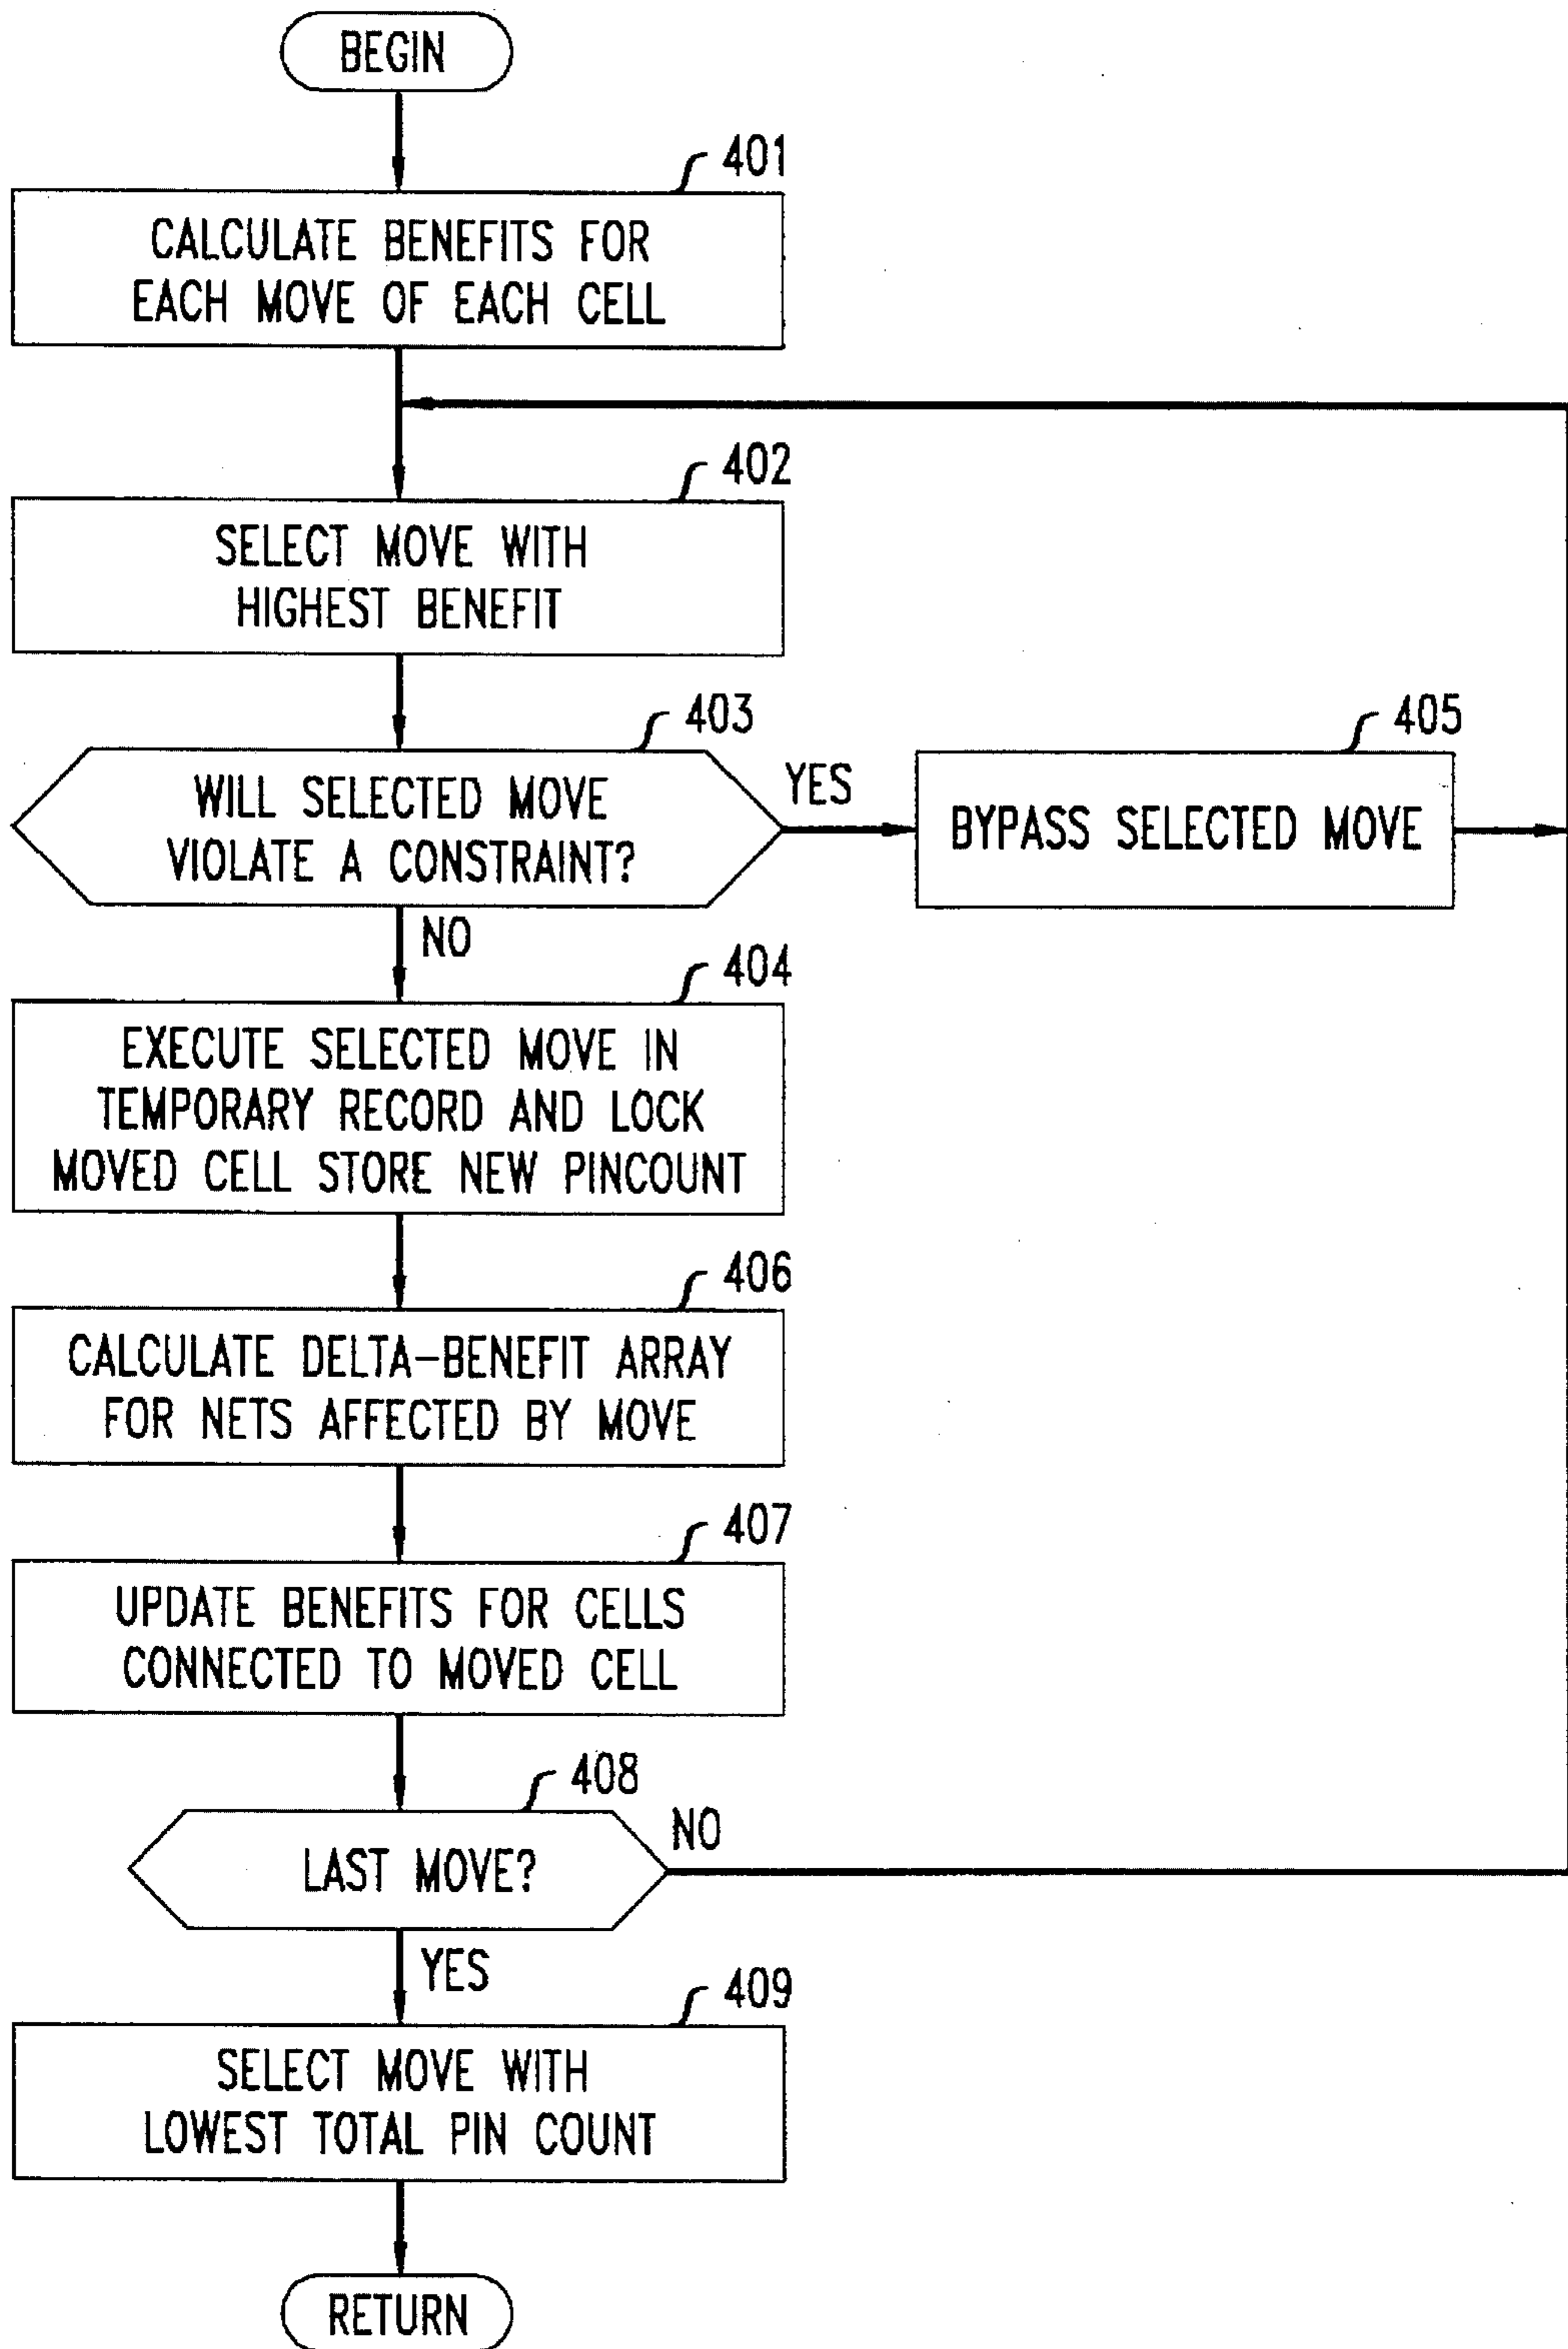 BEGIN
401
CALCULATE BENEFITS FOR
EACH MOVE OF EACH CELL
402
SELECT MOVE WITH
HIGHEST BENEFIT
403
WILL SELECTED MOVE
VIOLATE A CONSTRAINT?
YES
405
BYPASS SELECTED MOVE
NO
404
EXECUTE SELECTED MOVE IN
TEMPORARY RECORD AND LOCK
MOVED CELL STORE NEW PINCOUNT
406
CALCULATE DELTA-BENEFIT ARRAY
FOR NETS AFFECTED BY MOVE
407
UPDATE BENEFITS FOR CELLS
CONNECTED TO MOVED CELL
408
LAST MOVE?
NO
YES
409
SELECT MOVE WITH
LOWEST TOTAL PIN COUNT
RETURN